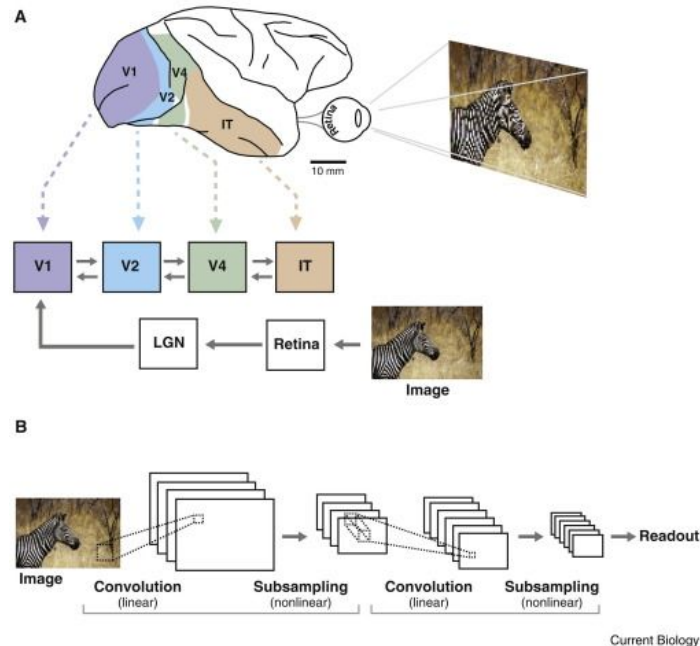 A
V1
V4
V2
IT
Retina
10 mm
V1
V2
V4
IT
LGN
Retina
Image
B
Image
Readout
Convolution
Subsampling
Convolution
Subsampling
(linear)
(nonlinear)
(linear)
(nonlinear)
Current Biology